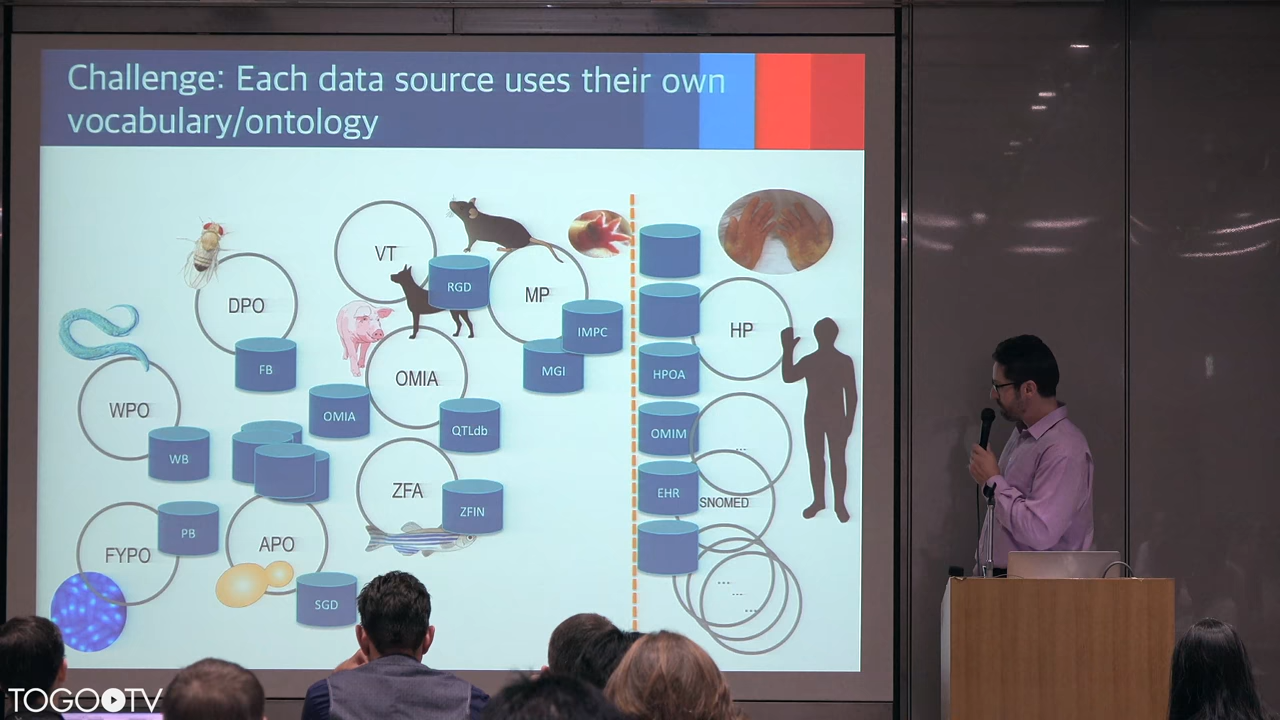 Challenge: Each data source uses their own
vocabulary/ontology
VT
RGD
MP
DPO
IMPC
HP
FB
MGI
HPOA
OMIA
WPO
OMIA
QTLdb
OMIM
...
WB
ZFA
EHR
SNOMED
ZFIN
PB
FYPO
APO
SGD
....
...
...
TOGOTV